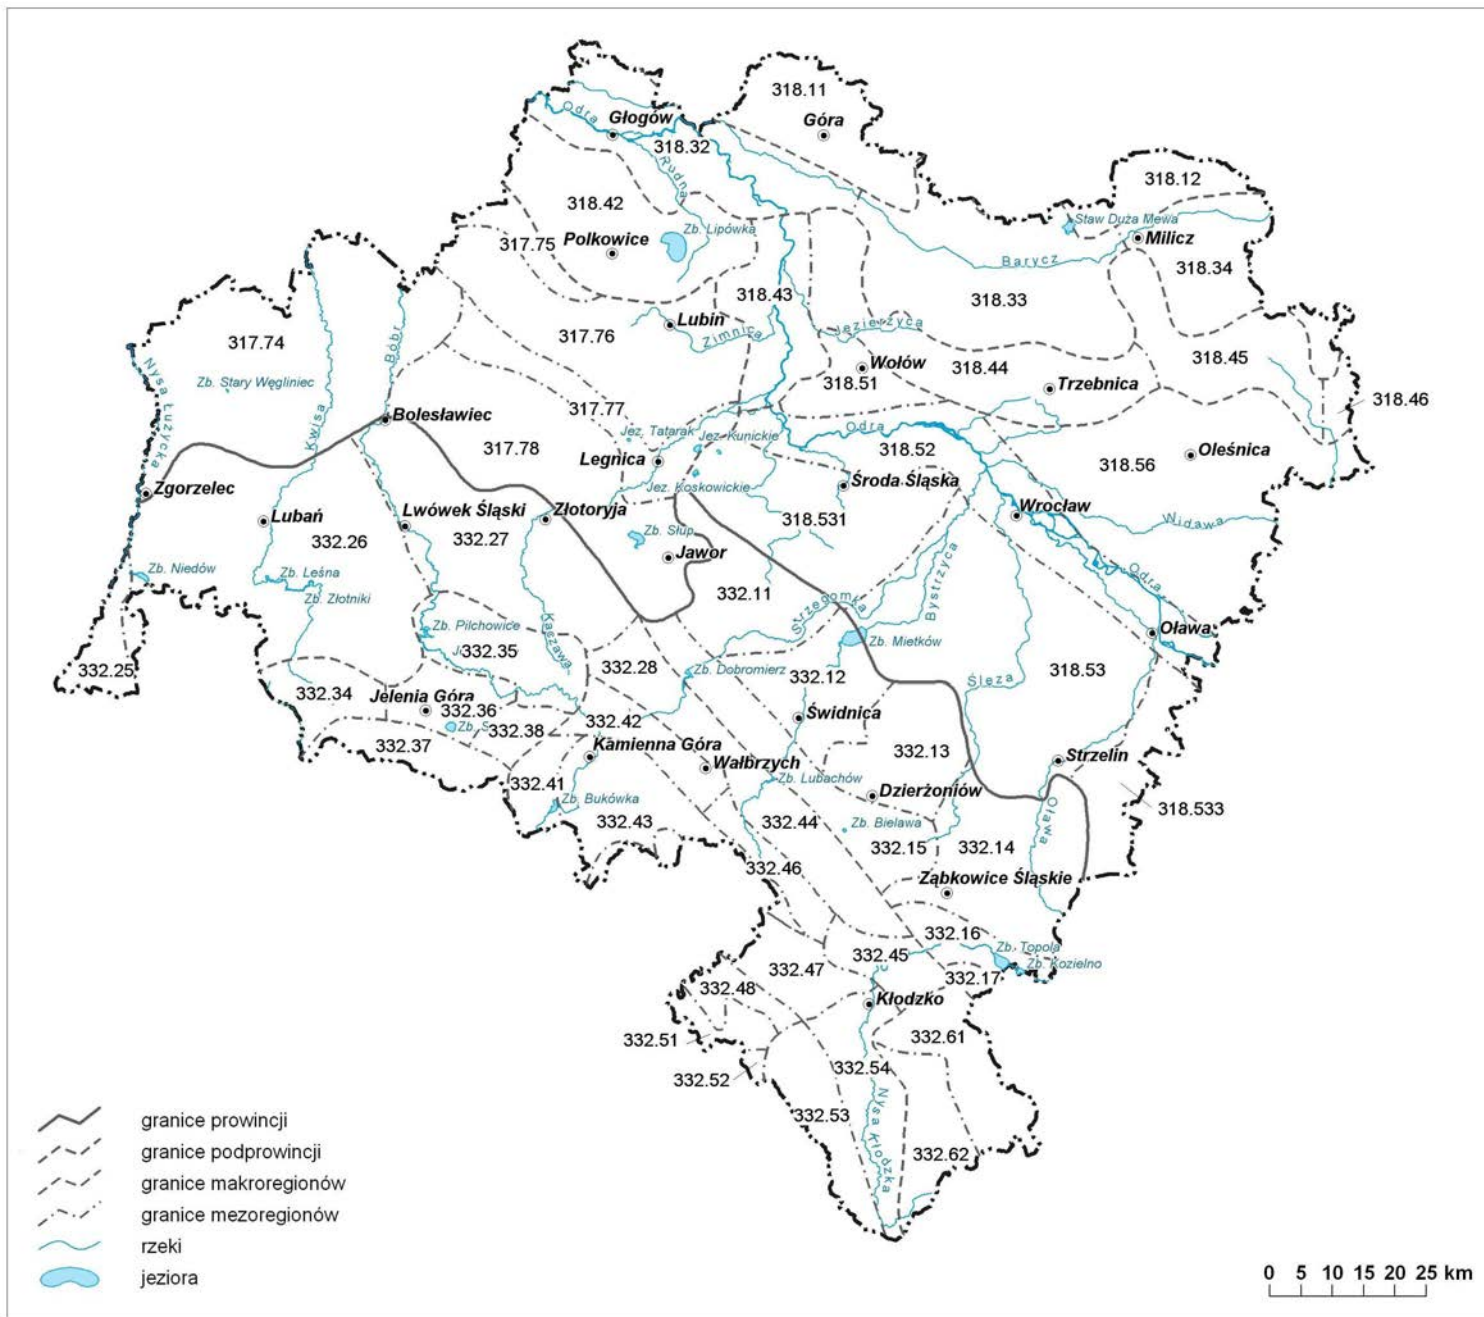 318.11
Odra
Głogów
Góra
318.32
Rudna
318.12
318.42
Staw Duża Mewa
317.75
Polkowice
Zb. Lipówka
Milicz
Barycz
318.34
318.43
318.33
Lubin
317.76
Zimnica
Jezierzyca
317.74
Bóbr
318.45
Nysa Łużycka
Wołów
318.44
318.51
Trzebnica
Zb. Stary Węgliniec
318.46
317.77
Bolesławiec
Kwisa
Odra
Jez. Tatarak
Jez. Kunickie
317.78
318.52
Oleśnica
Legnica
318.56
Zgorzelec
Jez. Koskowickie
Środa Śląska
Lwówek Śląski
Złotoryja
Wrocław
Lubań
318.531
Widawa
332.26
332.27
Zb. Słup
Jawor
Zb. Niedów
Zb. Leśna
Bystrzyca
Odra
332.11
Zb. Złotniki
Strzegomka
Zb. Pilchowice
Kaszawa
Zb. Mietków
Oława
332.35
332.25
332.28
Zb. Dobromierz
318.53
332.12
Ślęza
332.34
Jelenia Góra
332.36
Świdnica
332.42
Zb. S
332.38
332.37
Kamienna Góra
332.13
Strzelin
Wałbrzych
332.41
Zb. Lubachów
Dzierżoniów
Zb. Bukówka
318.533
332.43
332.44
Zb. Bielawa
Oława
332.15
332.14
332.46
Ząbkowice Śląskie
332.16
332.45
Zb. Topola
Zb. Kozielno
332.47
332.17
332.48
Kłodzko
332.51
332.61
332.54
332.52
332.53
Nysa Kłodzka
332.62
granice prowincji
granice podprowincji
granice makroregionów
granice mezoregionów
rzeki
jeziora
0 5 10 15 20 25 km